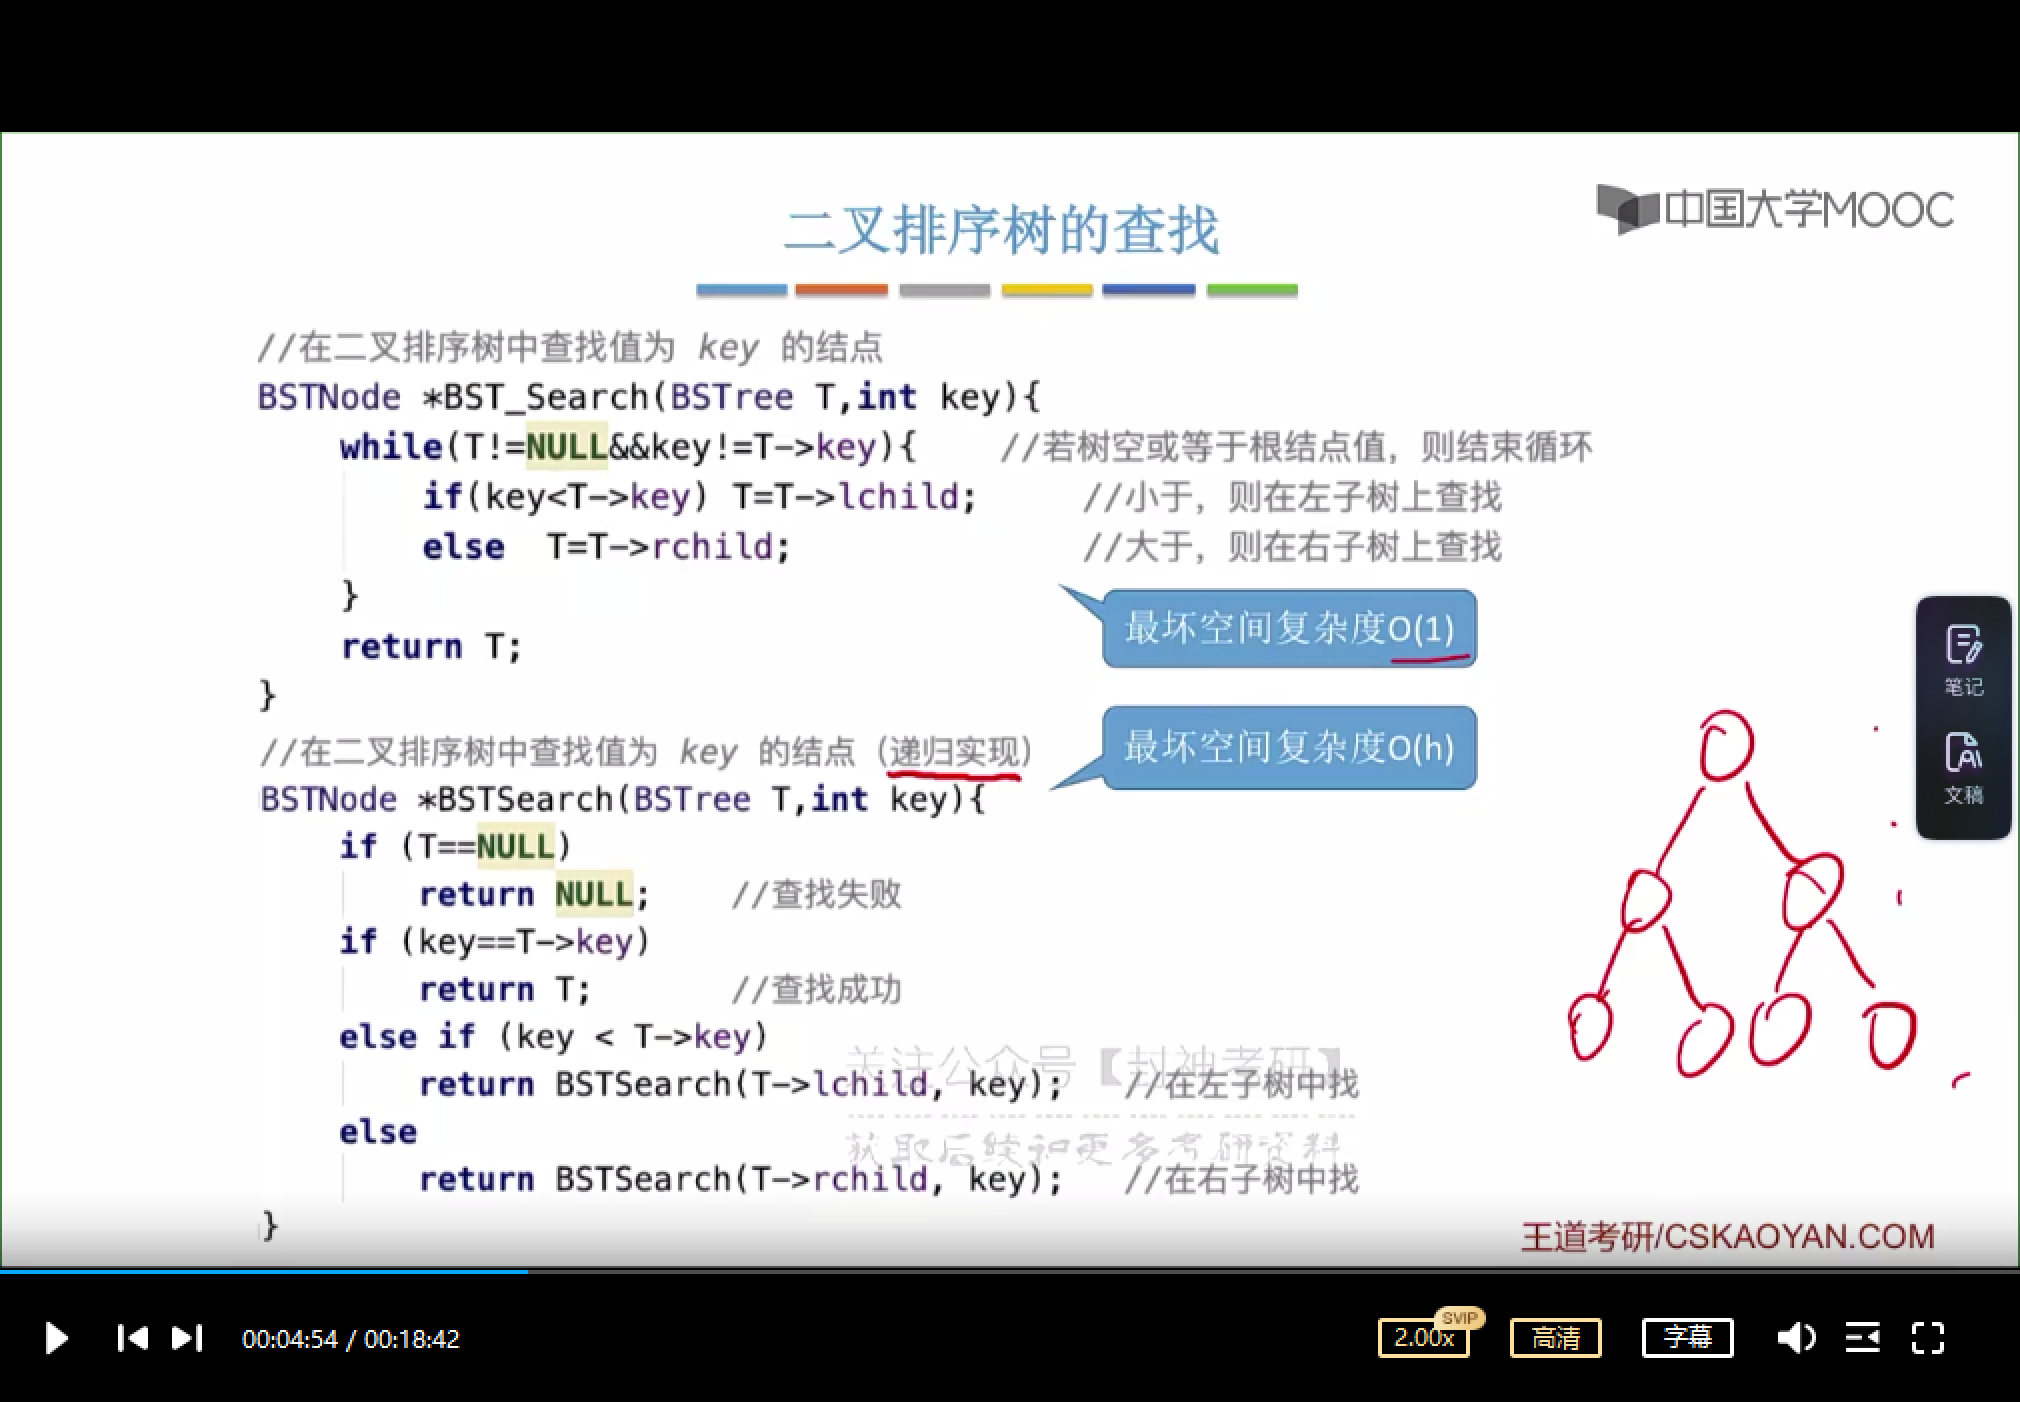 中国大学MOOC
二叉排序树的查找
//在二叉排序树中查找值为 key 的结点
BSTNode *BST_Search(BSTree T,int key){
while(T!=NULL&&key!=T->key){ //若树空或等于根结点值，则结束循环
if(key<T->key) T=T->lchild; //小于，则在左子树上查找
else T=T->rchild; //大于，则在右子树上查找
}
最坏空间复杂度O(1)
return T;
}
//在二叉排序树中查找值为 key 的结点（递归实现）
最坏空间复杂度O(h)
BSTNode *BSTSearch(BSTree T,int key){
if (T==NULL)
return NULL; //查找失败
if (key==T->key)
return T; //查找成功
else if (key < T->key)
关注公众号【封神考研】
return BSTSearch(T->lchild, key); //在左子树中找
else
获取后续和更多考研资料
return BSTSearch(T->rchild, key); //在右子树中找
}
王道考研/CSKAOYAN.COM
笔记
文稿
00:04:54 / 00:18:42
SVIP
2.00x
高清
字幕